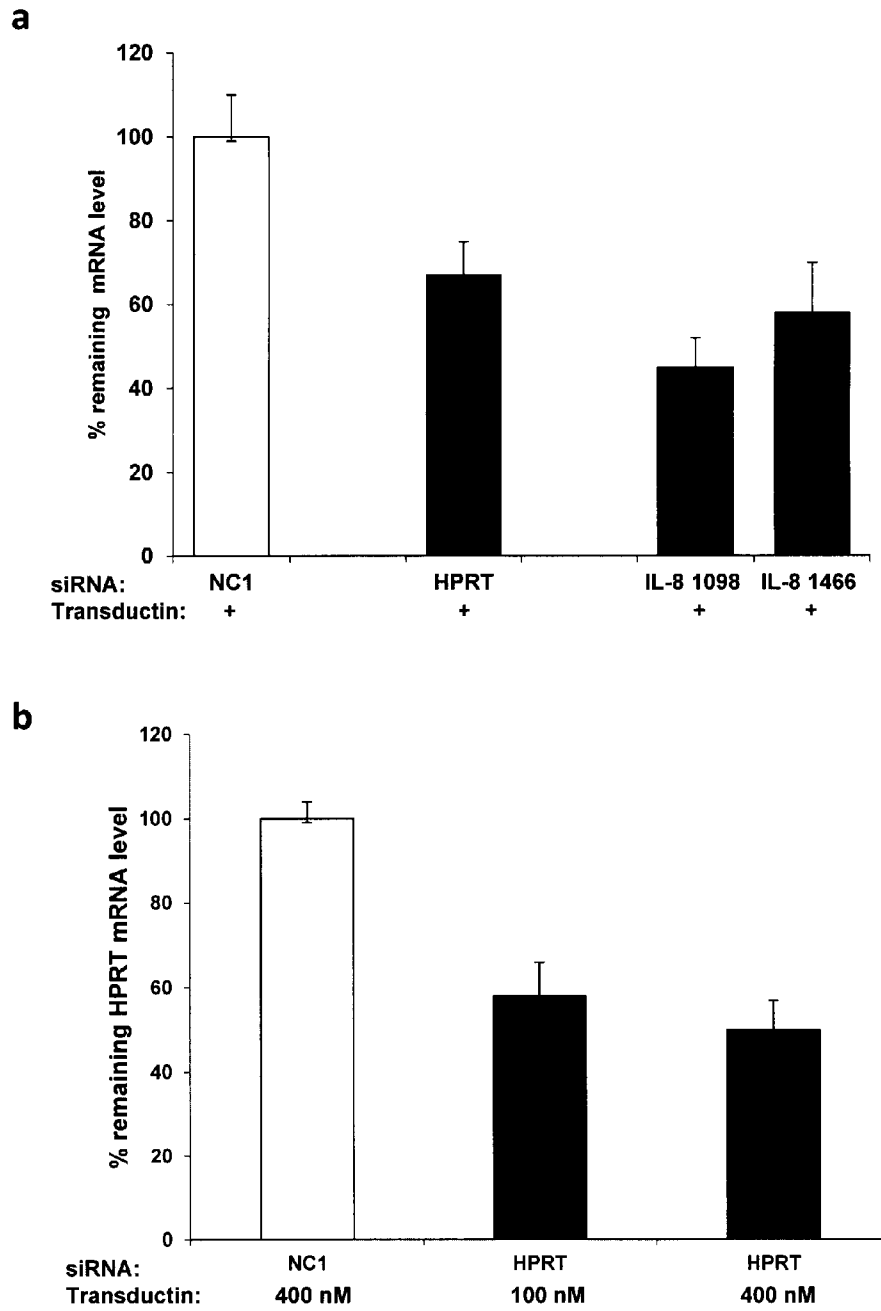 a
% remaining mRNA level
120
100
80
60
40
20
0
siRNA: NC1 HPRT IL-8 1098 IL-8 1466
Transductin: + + + +
b
% remaining HPRT mRNA level
120
100
80
60
40
20
0
siRNA: NC1 HPRT HPRT
Transductin: 400 nM 100 nM 400 nM